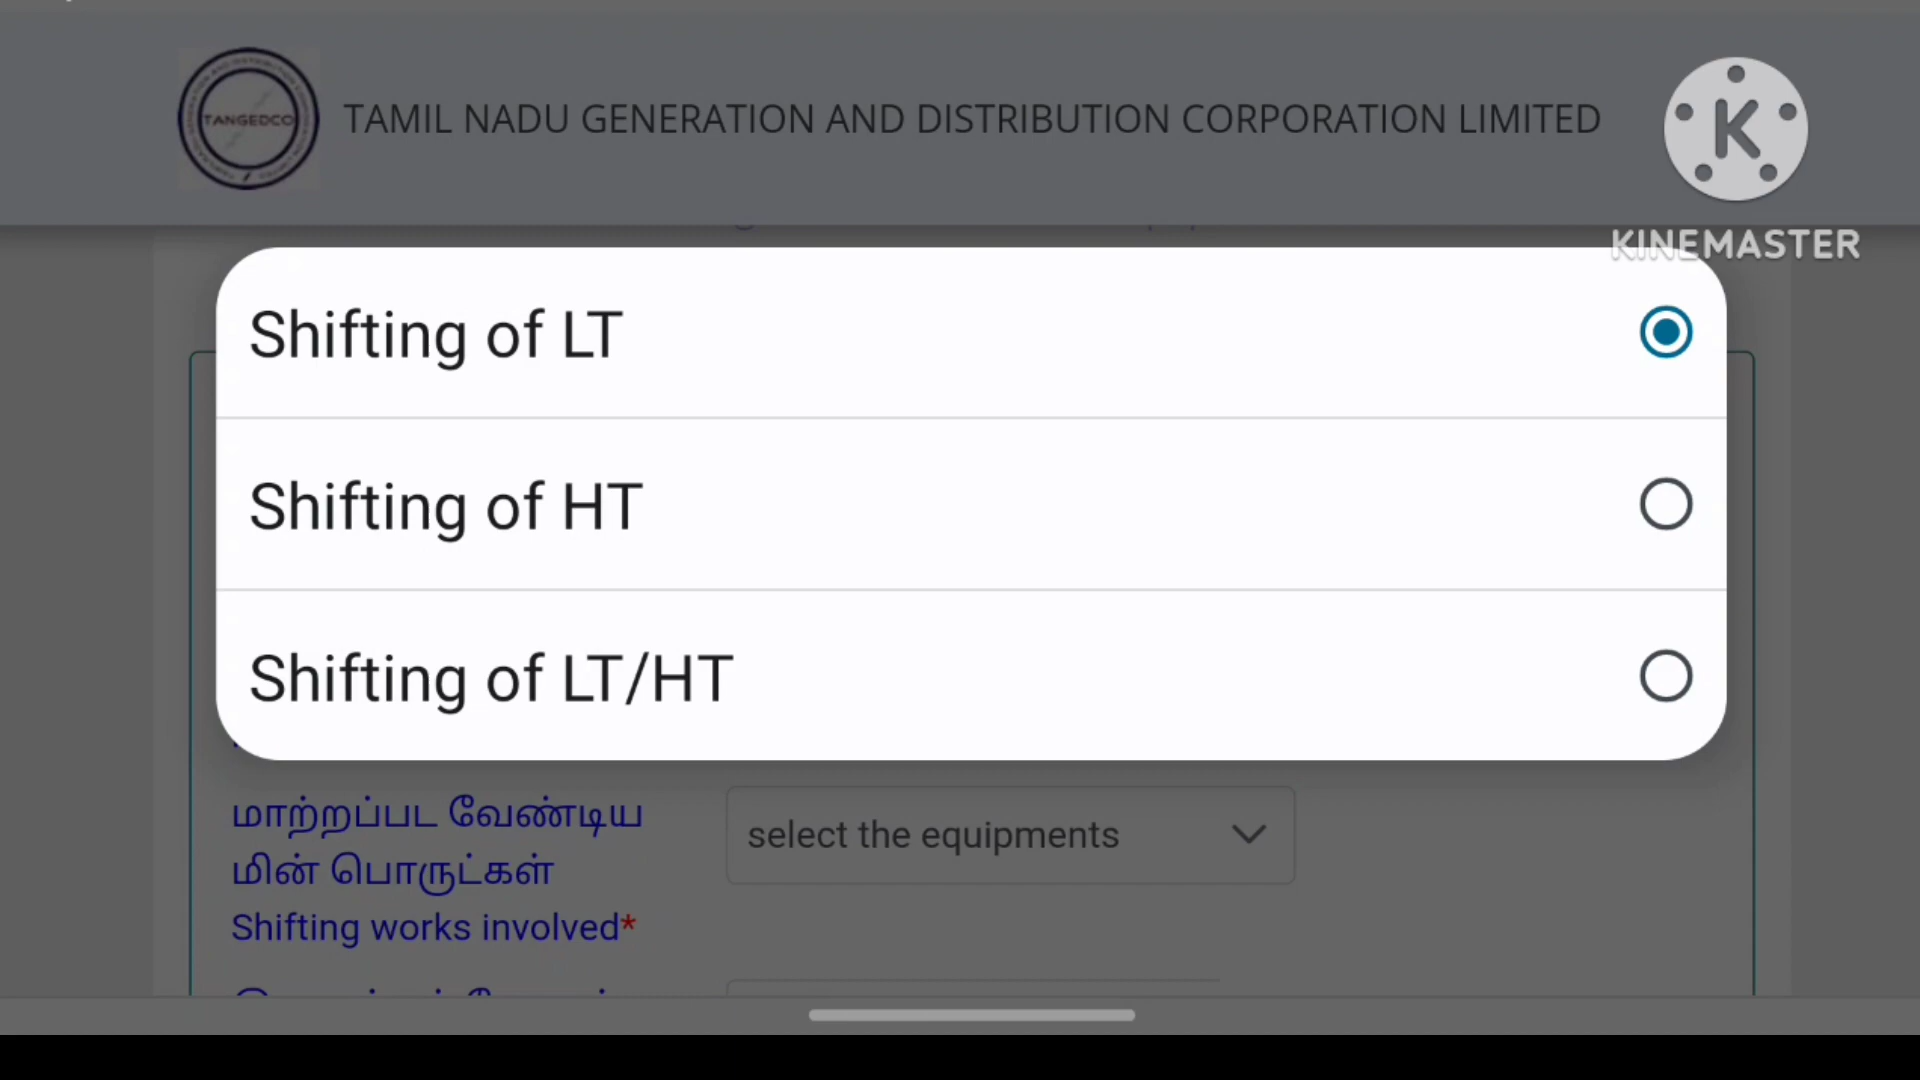 TANGEDCO
TAMIL NADU GENERATION AND DISTRIBUTION CORPORATION LIMITED
K
KINEMASTER
Shifting of LT
Shifting of HT
Shifting of LT/HT
மாற்றப்பட வேண்டிய
மின் பொருட்கள்
select the equipments
Shifting works involved*